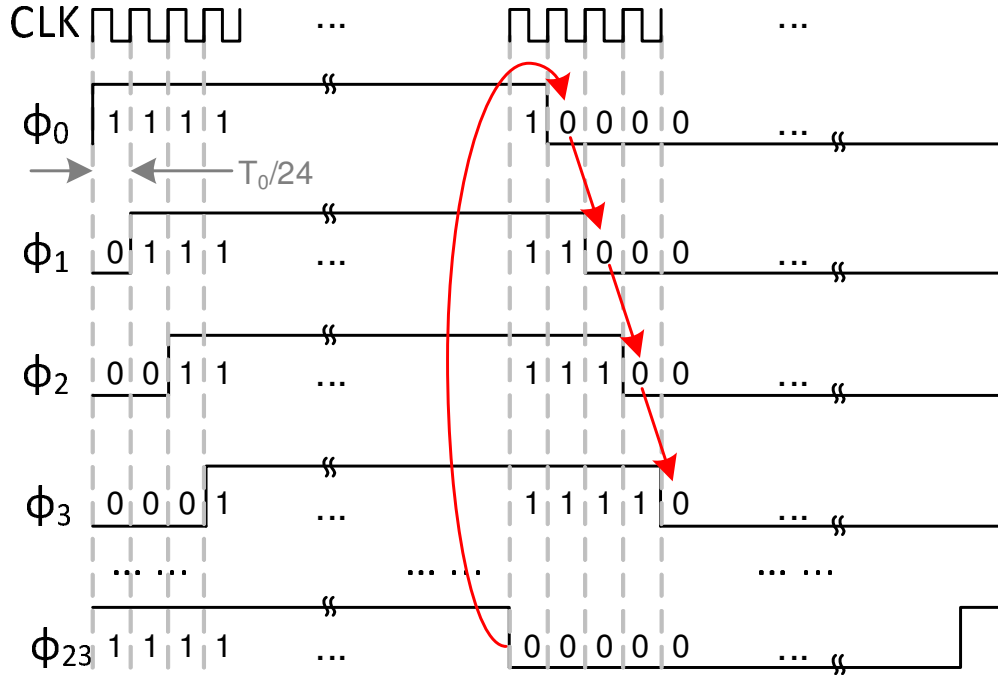 CLK ... ...
ϕ0 1 1 1 1 1 0 0 0 0 ...
T0/24
ϕ1 0 1 1 1 ... 1 1 0 0 0 ...
ϕ2 0 0 1 1 ... 1 1 1 0 0 ...
ϕ3 0 0 0 1 ... 1 1 1 1 0 ...
... ... ... ... ... ...
ϕ23 1 1 1 1 ... 0 0 0 0 0 ...